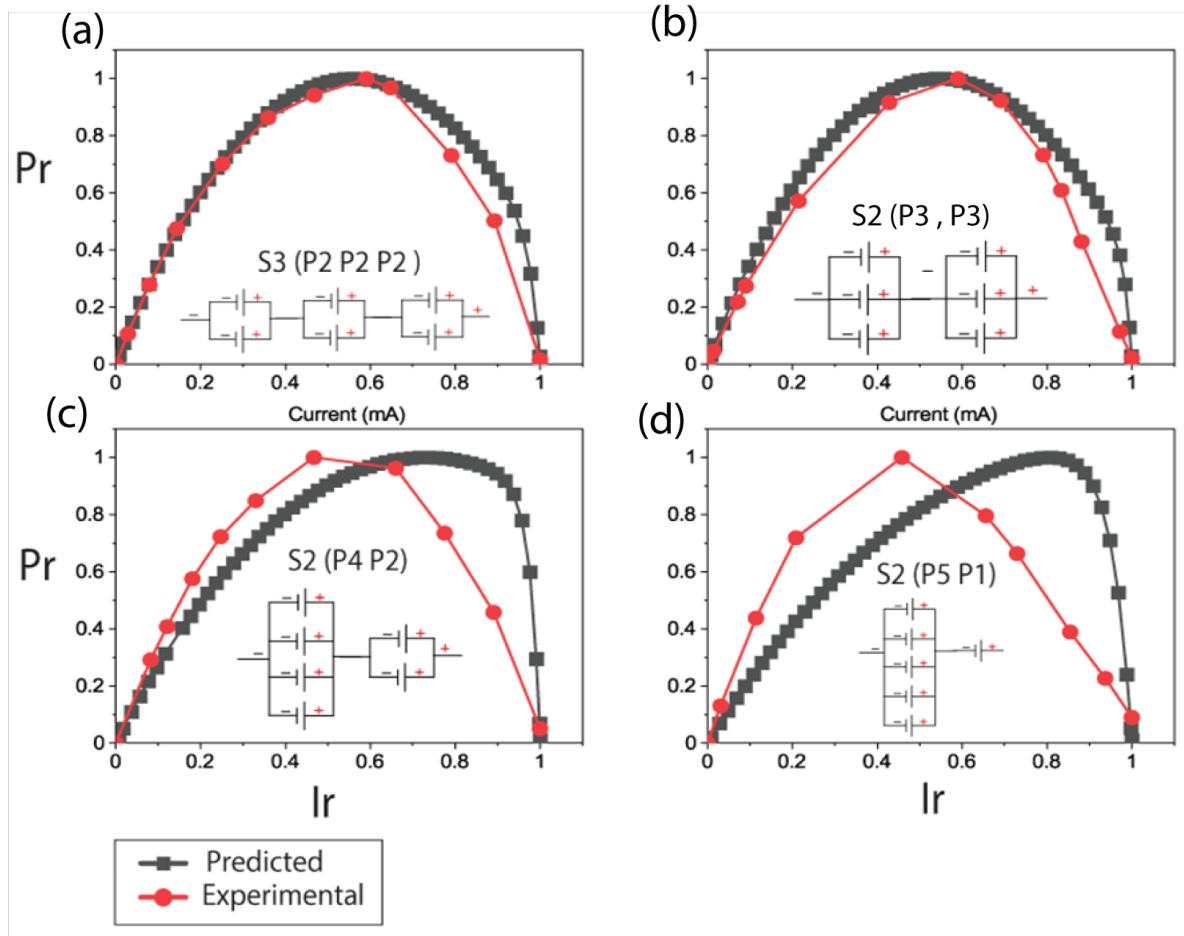 (a)
(b)
Pr
1
0.8
0.6
0.4
0.2
0
S3 (P2 P2 P2 )
− + − + − + +
− − + − + − +
0 0.2 0.4 0.6 0.8 1
Current (mA)
1
0.8
0.6
0.4
0.2
0
S2 (P3 , P3)
− + − − +
− − + − + +
− + − +
0 0.2 0.4 0.6 0.8 1
Current (mA)
(c)
(d)
Pr
1
0.8
0.6
0.4
0.2
0
S2 (P4 P2)
− +
− + − + +
− − + − +
− +
0 0.2 0.4 0.6 0.8 1
Ir
1
0.8
0.6
0.4
0.2
0
S2 (P5 P1)
− +
− +
− − + − +
− +
− +
0 0.2 0.4 0.6 0.8 1
Ir
Predicted
Experimental